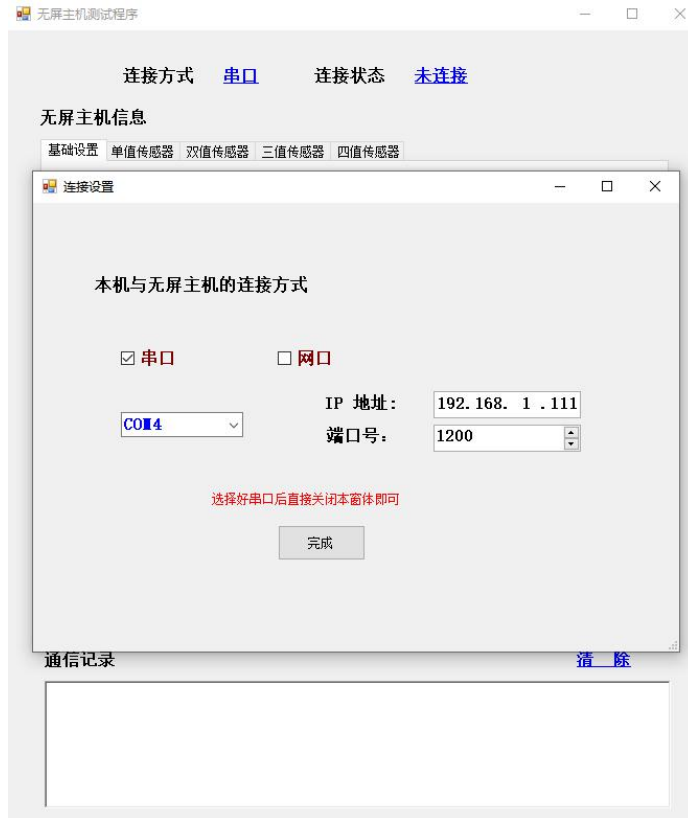 无屏主机测试程序
连接方式 串口 连接状态 未连接
无屏主机信息
基础设置 单值传感器 双值传感器 三值传感器 四值传感器
连接设置
本机与无屏主机的连接方式
串口 网口
IP 地址: 192.168. 1 .111
COM4
端口号: 1200
选择好串口后直接关闭本窗体即可
完成
通信记录 清 除